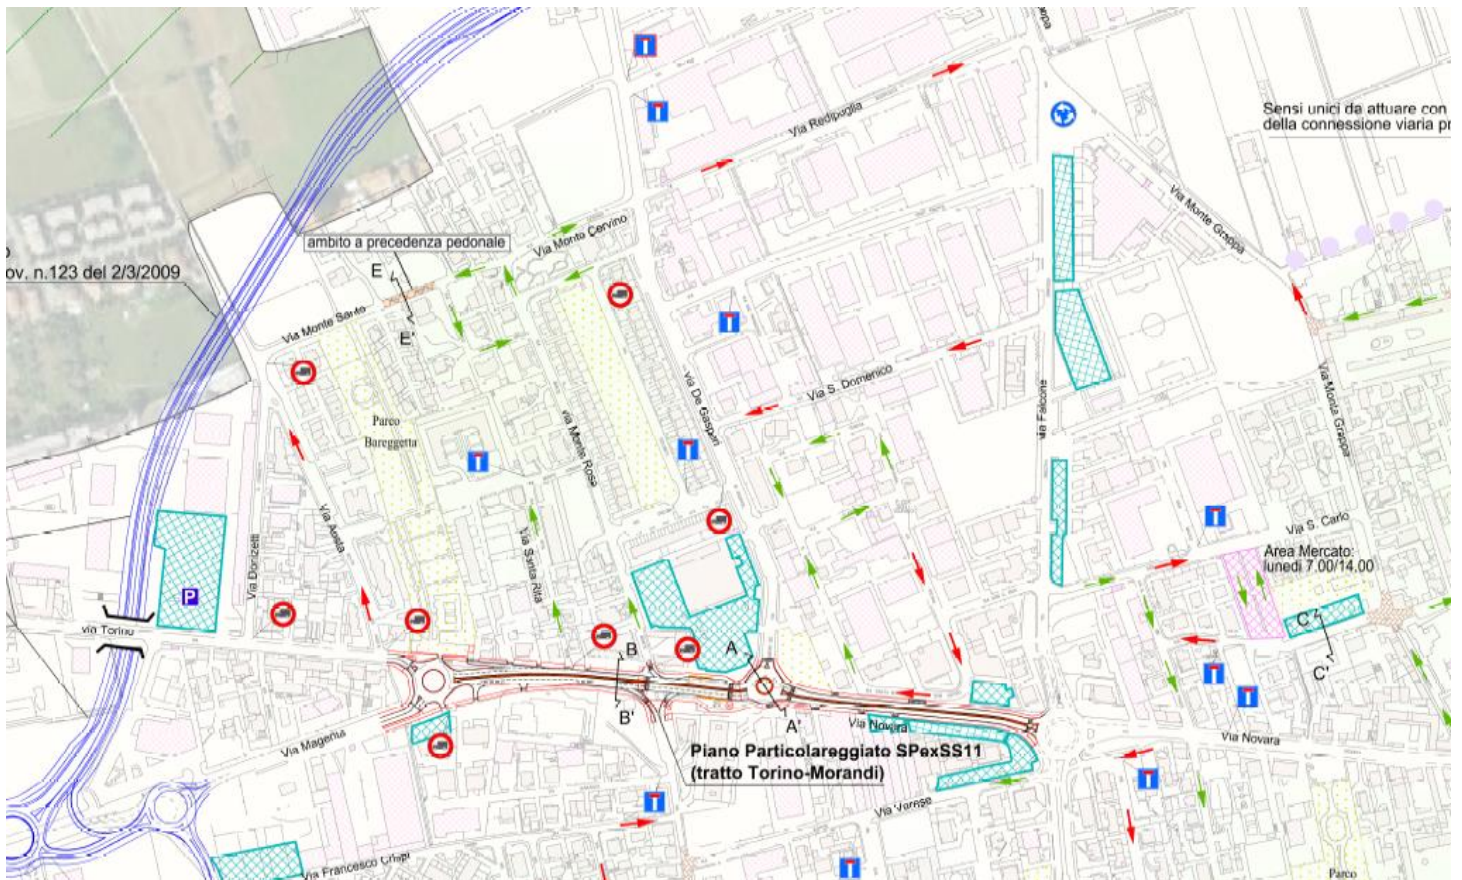 Sensi unici da attuare con
della connessione viaria pr
Via Redipuglia
Via Monte Grappa
Via Monte Cervino
ambito a precedenza pedonale
ov. n.123 del 2/3/2009
E
E'
Via Monte Santo
via De Gasperi
Via S. Domenico
via Falcone
Via Monte Grappa
Parco
Bareggetta
via Monte Rosa
Via Aosta
Via Santa Rita
Via Donizetti
P
via Torino
Via S. Carlo
Area Mercato:
lunedì 7.00/14.00
C
C'
B
B'
A
A'
Via Novara
Via Novara
Via Magenta
Piano Particolareggiato SPexSS11
(tratto Torino-Morandi)
Via Varese
Via Francesco Crispi
Parco